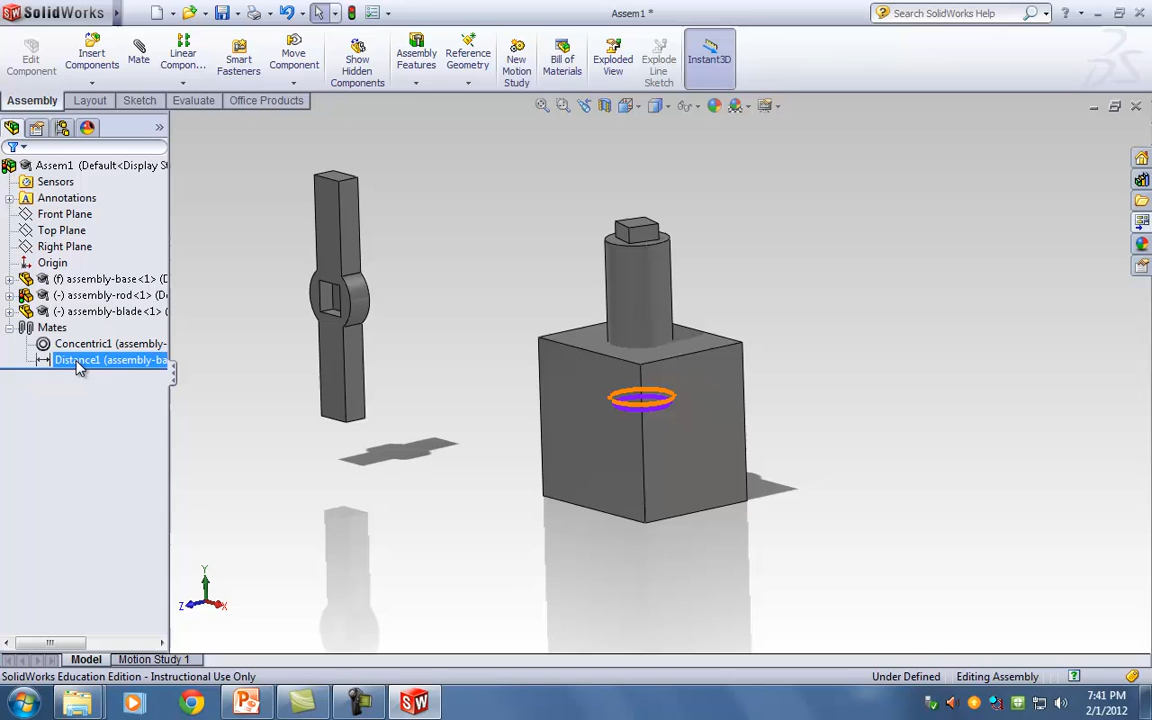 SolidWorks
Assem1 *
Search SolidWorks Help
Edit Component
Insert Components
Mate
Linear Compon...
Smart Fasteners
Move Component
Show Hidden Components
Assembly Features
Reference Geometry
New Motion Study
Bill of Materials
Exploded View
Explode Line Sketch
Instant3D
Assembly
Layout
Sketch
Evaluate
Office Products
Assem1 (Default<Display S
Sensors
Annotations
Front Plane
Top Plane
Right Plane
Origin
(f) assembly-base<1> (D
(-) assembly-rod<1> (De
(-) assembly-blade<1> (
Mates
Concentric1 (assembly-
Distance1 (assembly-ba
Y
Z
X
Model
Motion Study 1
SolidWorks Education Edition - Instructional Use Only
Under Defined
Editing Assembly
7:41 PM
2/1/2012